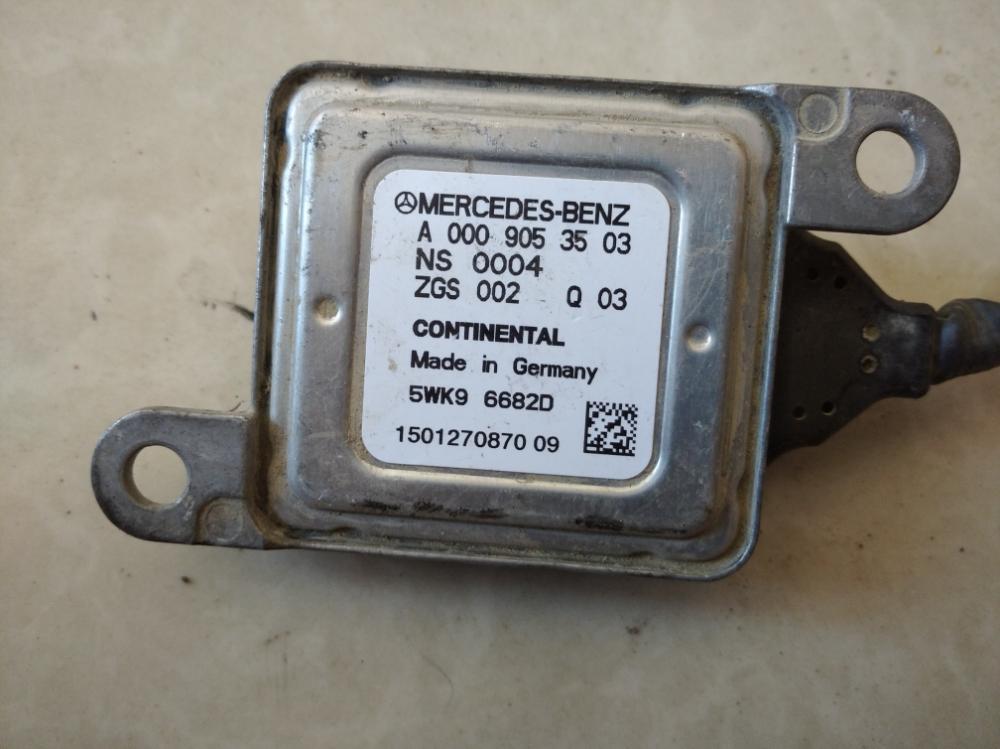 MERCEDES-BENZ
A 000 905 35 03
NS 0004
ZGS 002 Q 03
CONTINENTAL
Made in Germany
5WK9 6682D
1501270870 09